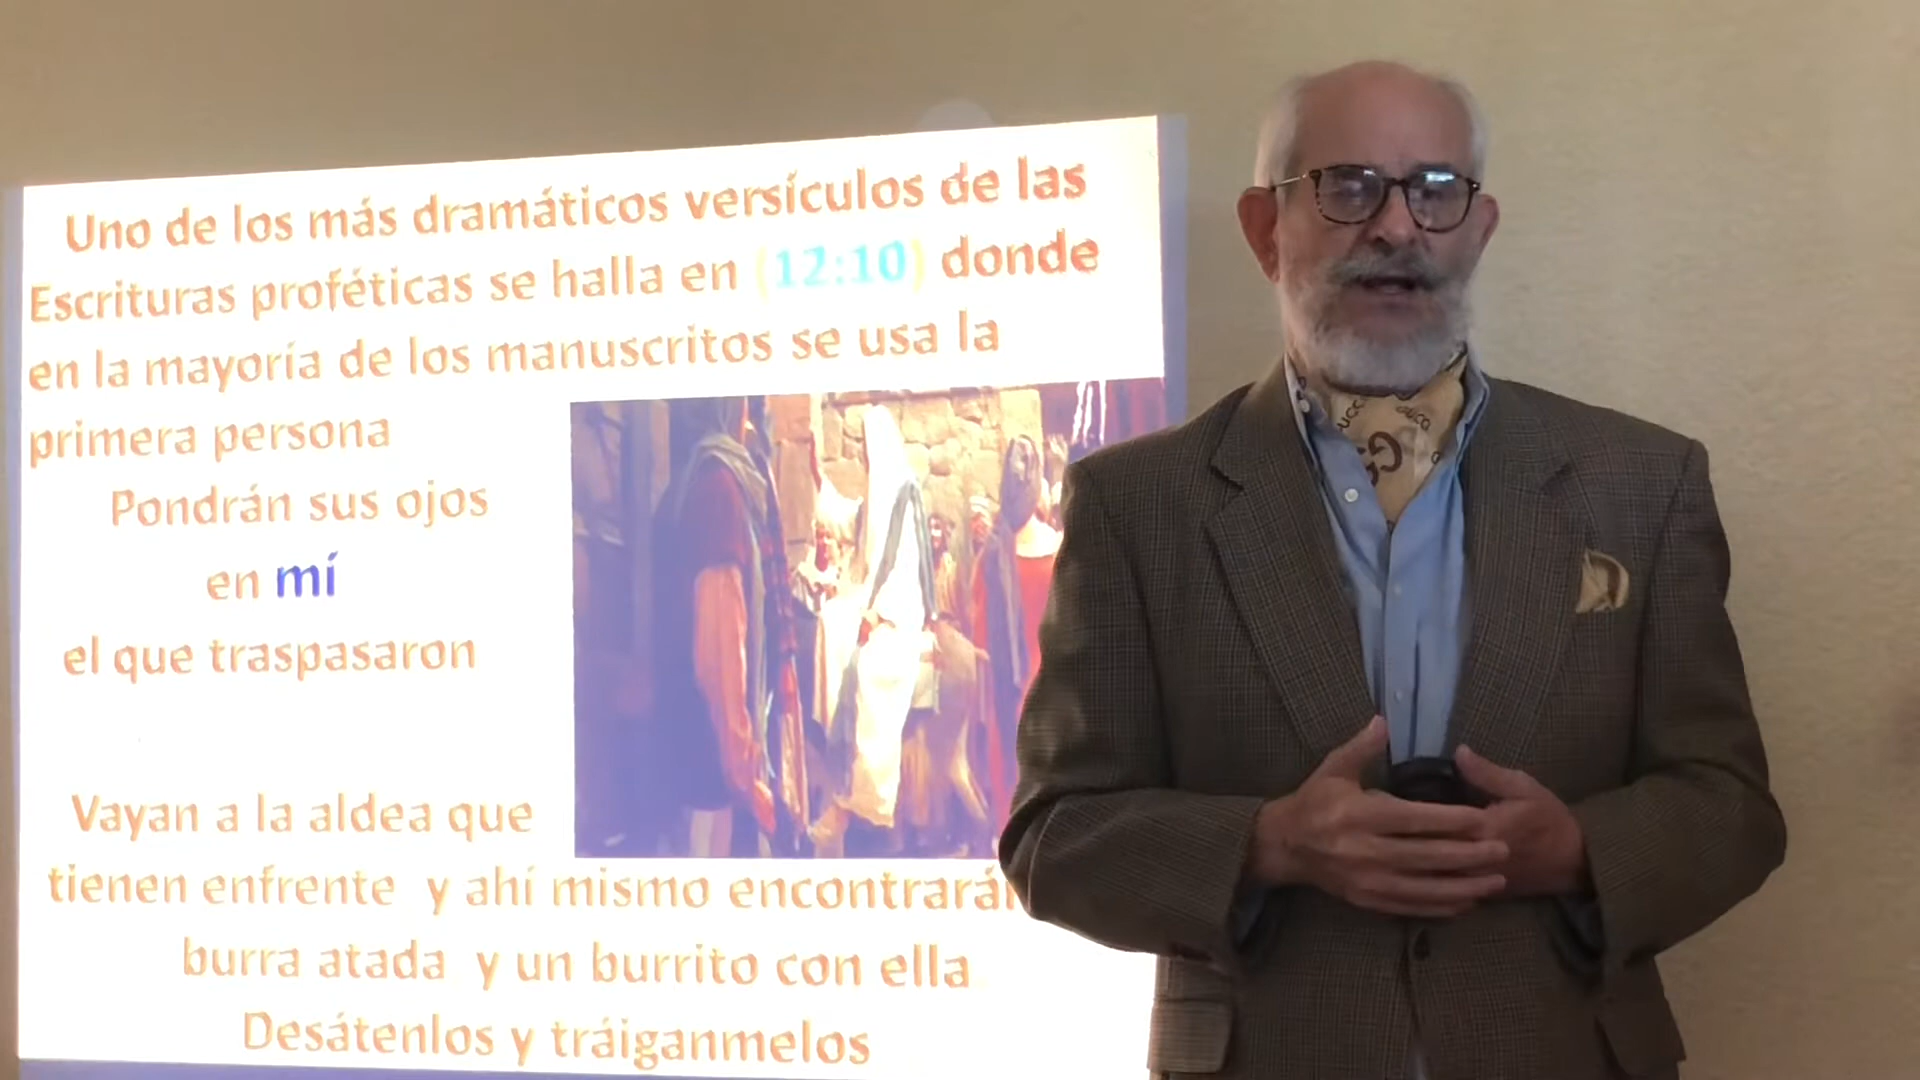 Uno de los más dramáticos versículos de las
Escrituras proféticas se halla en (12:10) donde
en la mayoría de los manuscritos se usa la
primera persona
Pondrán sus ojos
en mí
el que traspasaron
Vayan a la aldea que
tienen enfrente y ahí mismo
burra atada y un burrito con ella
Desátenlos y tráiganmelos